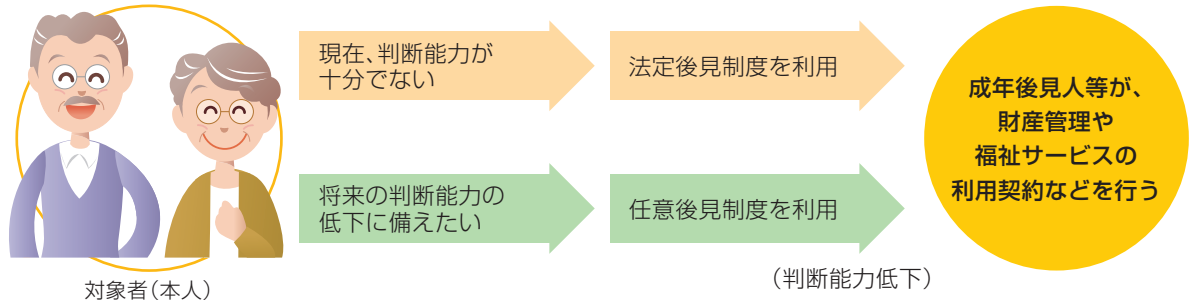 現在、判断能力が
十分でない
法定後見制度を利用
将来の判断能力の
低下に備えたい
任意後見制度を利用
（判断能力低下）
成年後見人等が、
財産管理や
福祉サービスの
利用契約などを行う
対象者（本人）